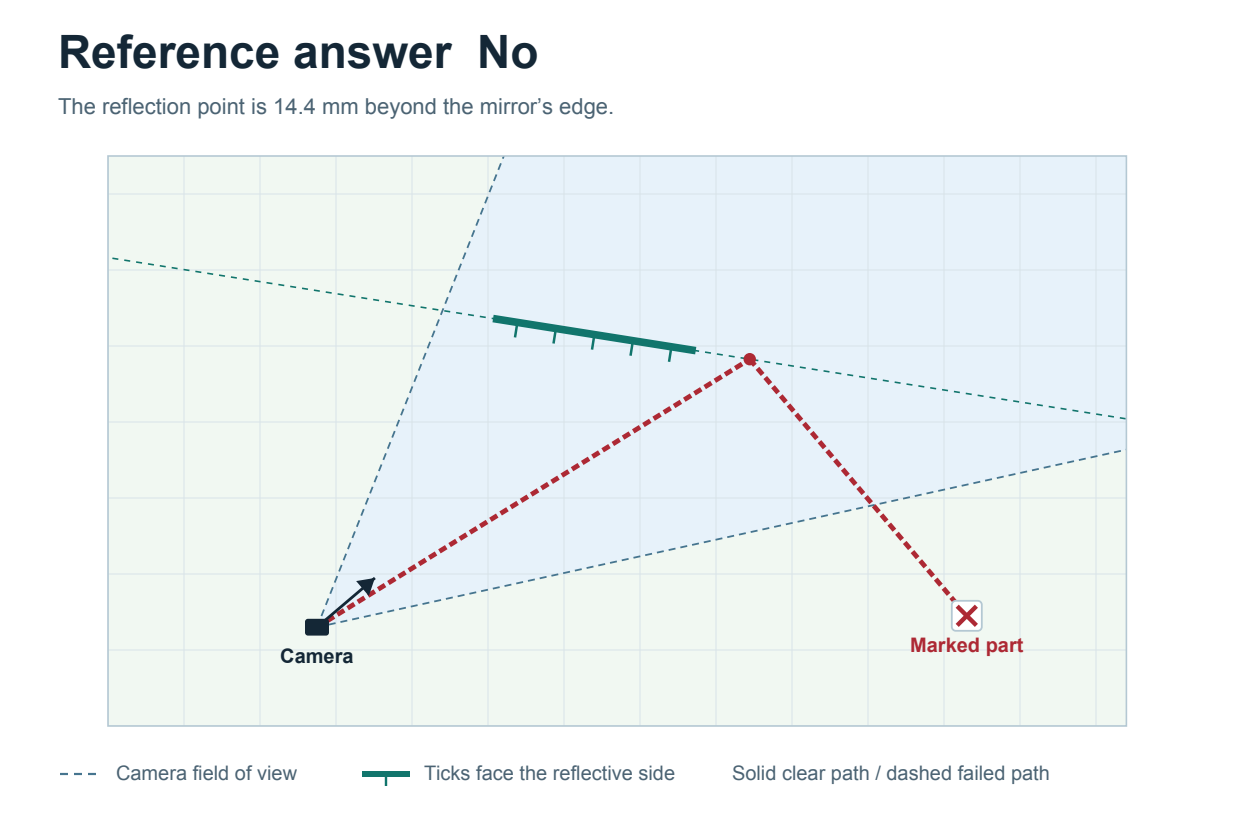 Reference answer  No
The reflection point is 14.4 mm beyond the mirror’s edge.
Camera
Marked part
Camera field of view
Ticks face the reflective side
Solid clear path / dashed failed path